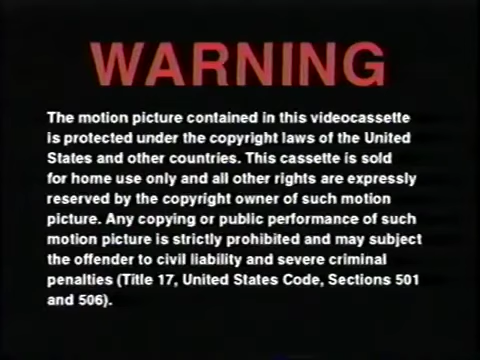 WARNING
The motion picture contained in this videocassette
is protected under the copyright laws of the United
States and other countries. This cassette is sold
for home use only and all other rights are expressly
reserved by the copyright owner of such motion
picture. Any copying or public performance of such
motion picture is strictly prohibited and may subject
the offender to civil liability and severe criminal
penalties (Title 17, United States Code, Sections 501
and 506).